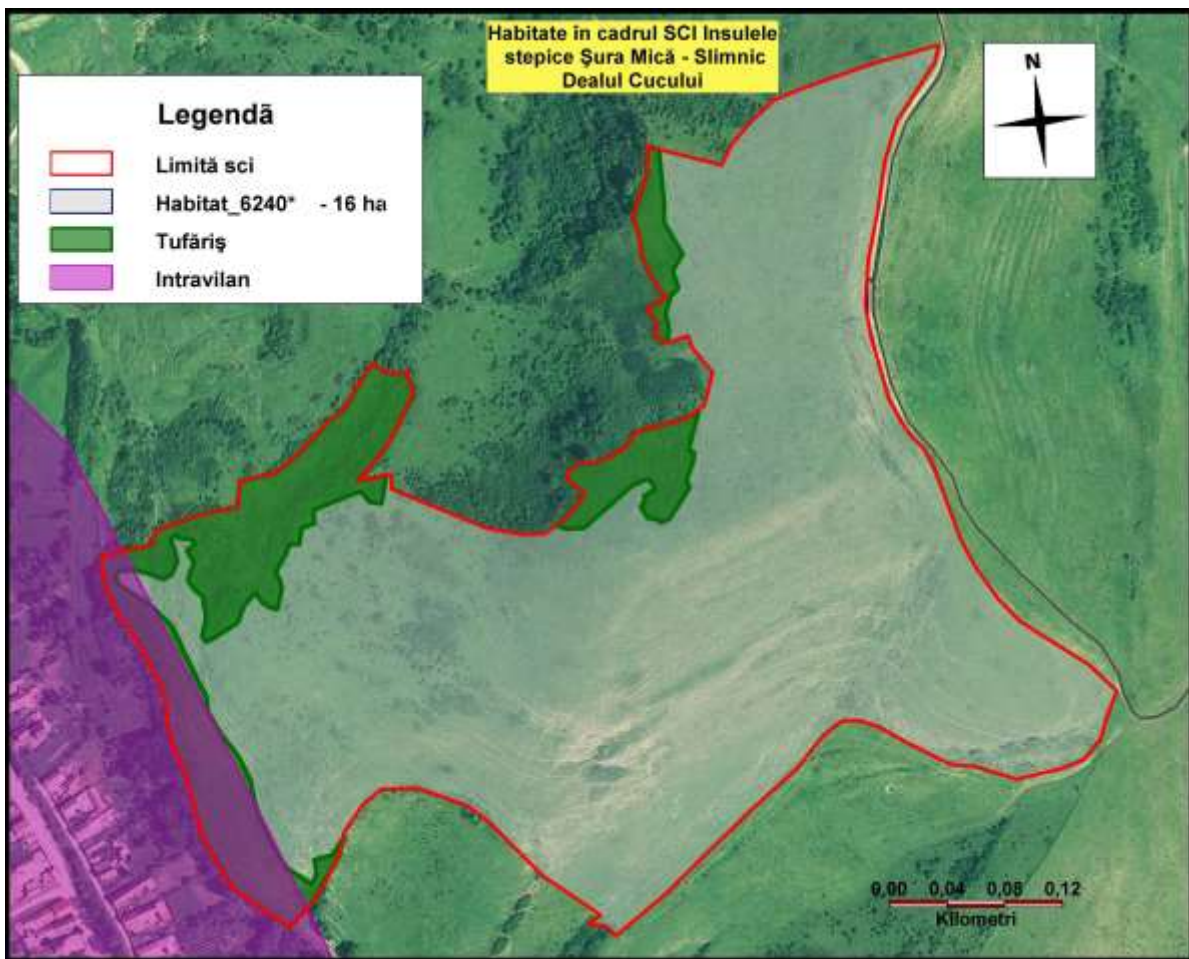 Habitate în cadrul SCI Insulele
stepice Şura Mică - Slimnic
Dealul Cucului
N
Legendă
Limită sci
Habitat_6240* - 16 ha
Tufăriş
Intravilan
0,00 0,04 0,08 0,12
Kilometri